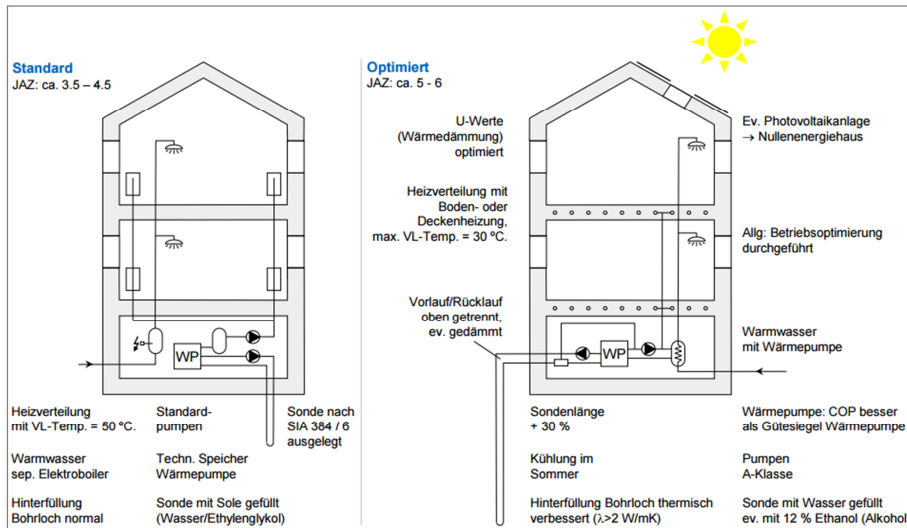 Standard
JAZ: ca. 3.5 – 4.5
WP
Heizverteilung
mit VL-Temp. = 50 ºC.
Standard-
pumpen
Sonde nach
SIA 384 / 6
ausgelegt
Warmwasser
sep. Elektroboiler
Techn. Speicher
Wärmepumpe
Hinterfüllung
Bohrloch normal
Sonde mit Sole gefüllt
(Wasser/Ethylenglykol)
Optimiert
JAZ: ca. 5 - 6
U-Werte
(Wärmedämmung)
optimiert
Heizverteilung mit
Boden- oder
Deckenheizung,
max. VL-Temp. = 30 ºC.
Vorlauf/Rücklauf
oben getrennt,
ev. gedämmt
WP
Ev. Photovoltaikanlage
→ Nullenenergiehaus
Allg: Betriebsoptimierung
durchgeführt
Warmwasser
mit Wärmepumpe
Sondenlänge
+ 30 %
Wärmepumpe: COP besser
als Gütesiegel Wärmepumpe
Kühlung im
Sommer
Pumpen
A-Klasse
Hinterfüllung Bohrloch thermisch
verbessert (λ>2 W/mK)
Sonde mit Wasser gefüllt
ev. mit 12 % Ethanol (Alkohol)